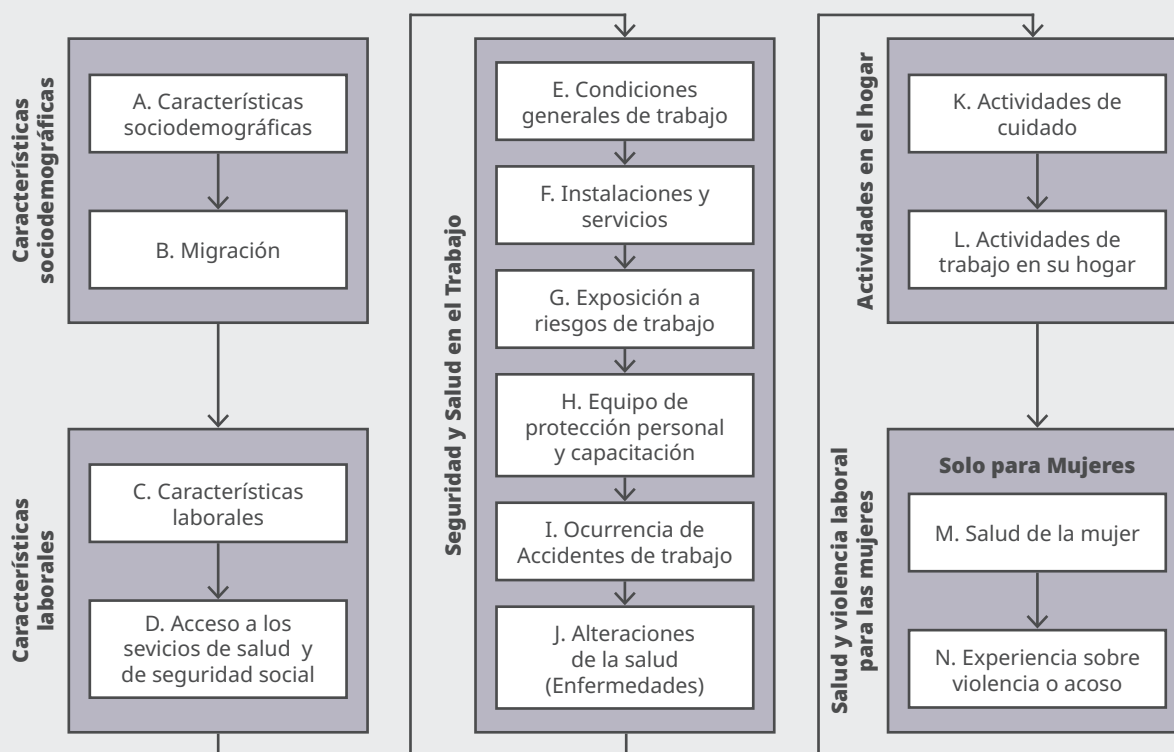 Características
sociodemográficas
A. Características
sociodemográficas
B. Migración
Características
laborales
C. Características
laborales
D. Acceso a los
sevicios de salud y
de seguridad social
Seguridad y Salud en el Trabajo
E. Condiciones
generales de trabajo
F. Instalaciones y
servicios
G. Exposición a
riesgos de trabajo
H. Equipo de
protección personal
y capacitación
I. Ocurrencia de
Accidentes de trabajo
J. Alteraciones
de la salud
(Enfermedades)
Actividades en el hogar
K. Actividades de
cuidado
L. Actividades de
trabajo en su hogar
Salud y violencia laboral
para las mujeres
Solo para Mujeres
M. Salud de la mujer
N. Experiencia sobre
violencia o acoso